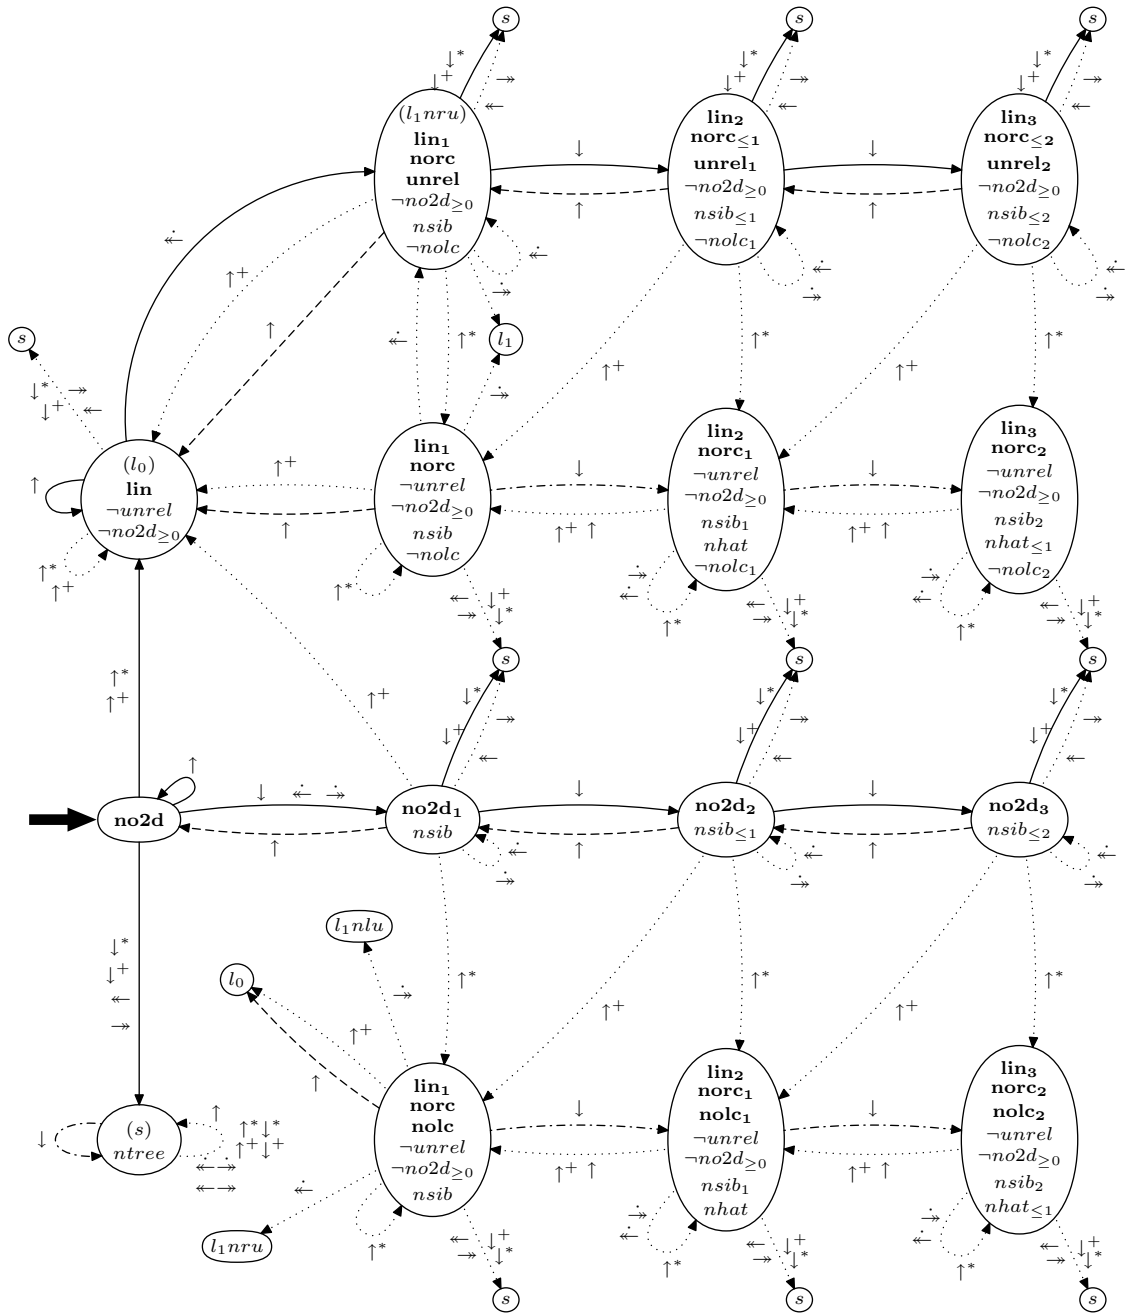 s
s
s
↓*
↓+
↠
↞
↓*
↓+
↠
↞
↓*
↓+
↠
↞
(l₁nru)
lin₁
norc
unrel
¬no2d≥0
nsib
¬nolc
↓
↑
lin₂
norc≤1
unrel₁
¬no2d≥0
nsib≤1
¬nolc₁
↓
↑
lin₃
norc≤2
unrel₂
¬no2d≥0
nsib≤2
¬nolc₂
↞̇
↑+
↑
↞̇
↠̇
↞̇
↠̇
↞̇
↠̇
s
↓*
↓+
↠
↞
↞̇
↑*
l₁
↠̇
↑+
↑*
↑+
↑*
↑
(l₀)
lin
¬unrel
¬no2d≥0
↑*
↑+
↑+
↑
lin₁
norc
¬unrel
¬no2d≥0
nsib
¬nolc
↑*
↓
↑+ ↑
lin₂
norc₁
¬unrel
¬no2d≥0
nsib₁
nhat
¬nolc₁
↠̇
↞̇
↑*
↓
↑+ ↑
lin₃
norc₂
¬unrel
¬no2d≥0
nsib₂
nhat≤1
¬nolc₂
↠̇
↞̇
↑*
↞ ↓+
↠ ↓*
↞ ↓+
↠ ↓*
↞ ↓+
↠ ↓*
s
s
s
↑*
↑+
↑+
↓*
↓+
↠
↞
↓*
↓+
↠
↞
↓*
↓+
↠
↞
↑
no2d
↓ ↞̇ ↠̇
↑
no2d₁
nsib
↞̇
↠̇
↓
↑
no2d₂
nsib≤1
↞̇
↠̇
↓
↑
no2d₃
nsib≤2
↞̇
↠̇
↓*
↓+
↞
↠
l₁nlu
l₀
↠̇
↑+
↑
↑*
↑+
↑*
↑+
↑*
↓
(s)
ntree
↑
↑*↓*
↑+↓+
↞̇↠̇
↞↠
lin₁
norc
nolc
¬unrel
¬no2d≥0
nsib
↓
↑+ ↑
lin₂
norc₁
nolc₁
¬unrel
¬no2d≥0
nsib₁
nhat
↓
↑+ ↑
lin₃
norc₂
nolc₂
¬unrel
¬no2d≥0
nsib₂
nhat≤1
↞̇
l₁nru
↑*
↞ ↓+
↠ ↓*
↠̇
↞̇
↑*
↞ ↓+
↠ ↓*
↠̇
↞̇
↑*
↞ ↓+
↠ ↓*
s
s
s